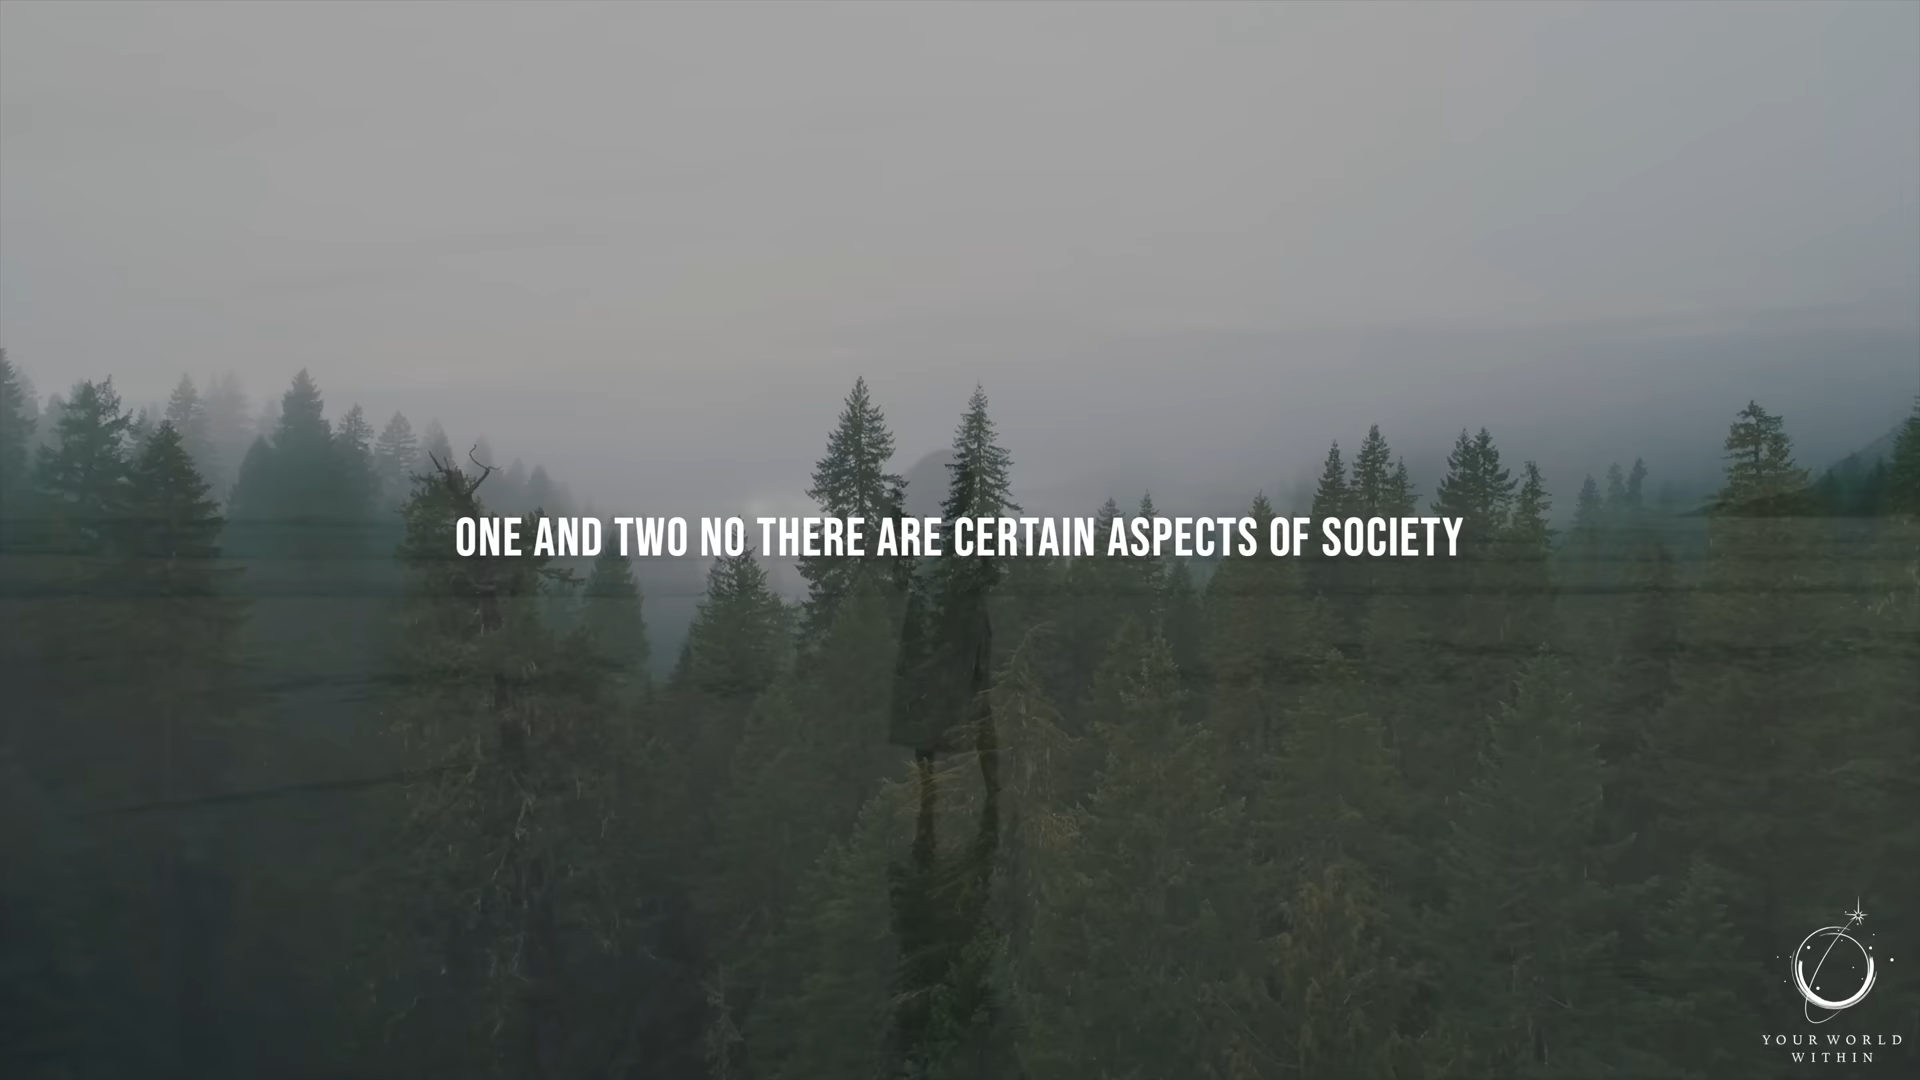 ONE AND TWO NO THERE ARE CERTAIN ASPECTS OF SOCIETY
YOUR WORLD
WITHIN